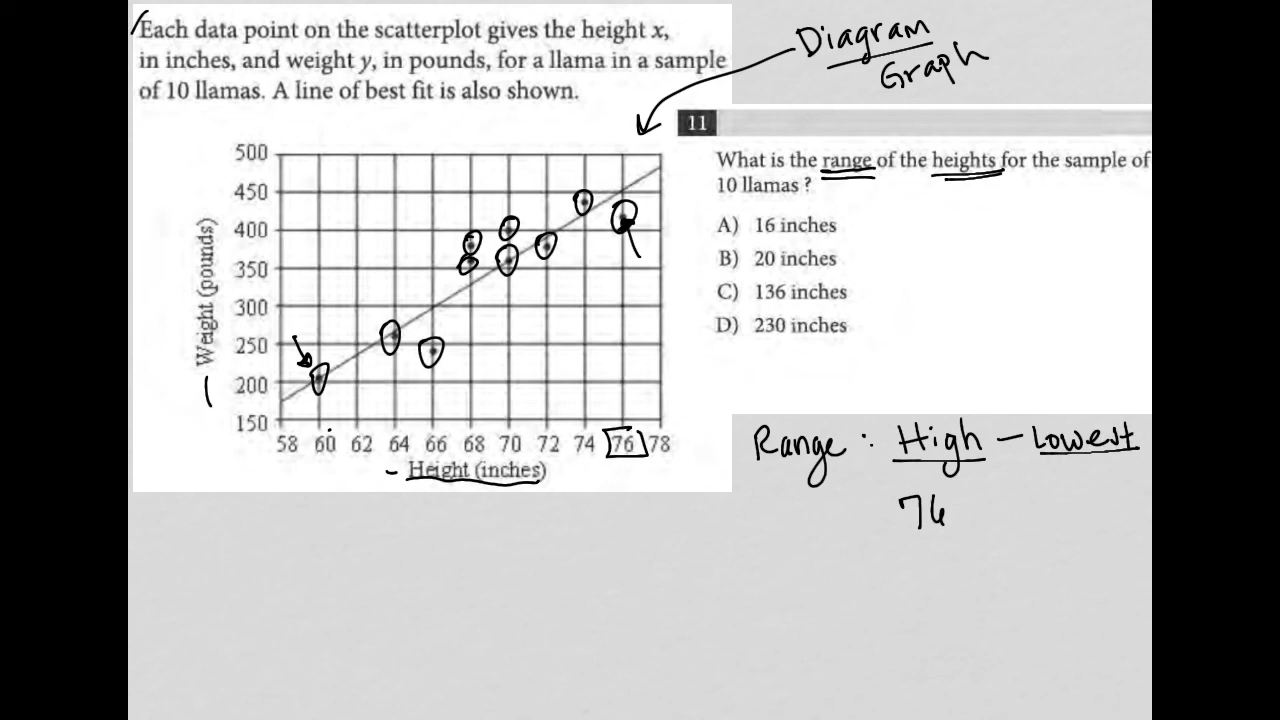 Each data point on the scatterplot gives the height x,
in inches, and weight y, in pounds, for a llama in a sample
of 10 llamas. A line of best fit is also shown.
Diagram
Graph
500
450
400
350
300
250
200
150
Weight (pounds)
58 60 62 64 66 68 70 72 74 76 78
Height (inches)
11
What is the range of the heights for the sample of
10 llamas ?
A) 16 inches
B) 20 inches
C) 136 inches
D) 230 inches
Range : High - Lowest
76